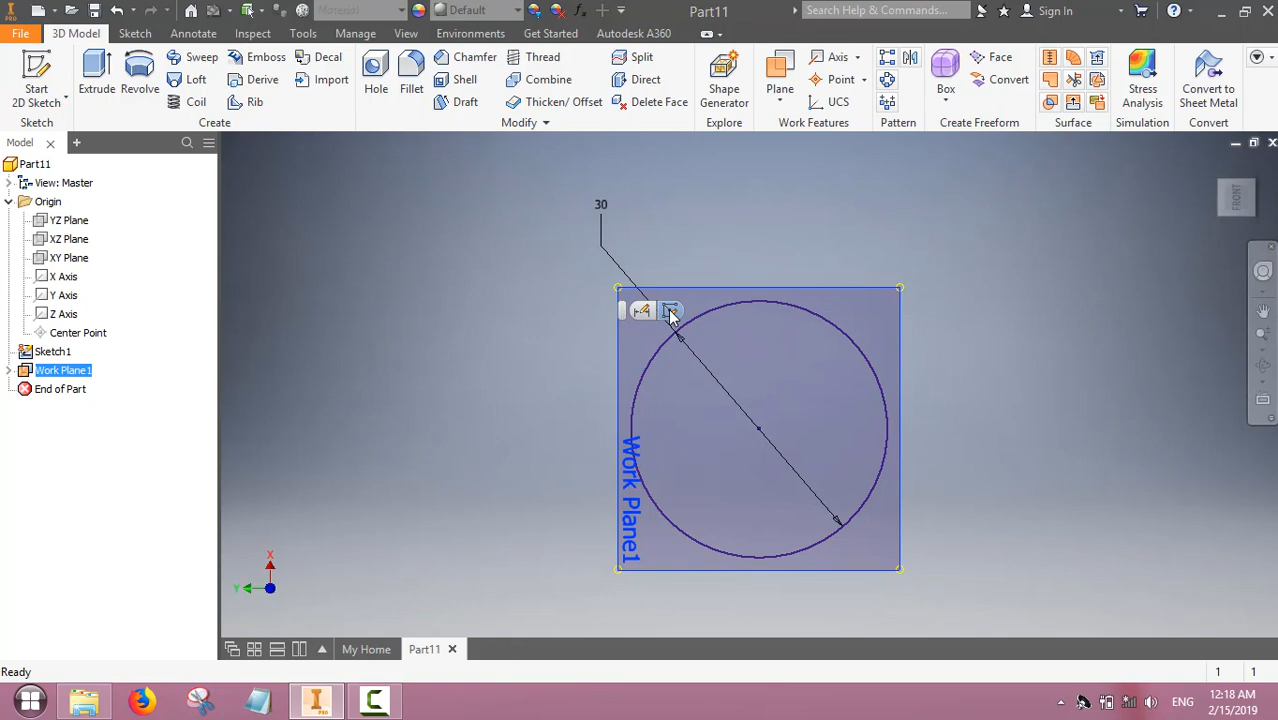 PRO
Material
Default
Part11
Search Help & Commands...
Sign In
File
3D Model
Sketch
Annotate
Inspect
Tools
Manage
View
Environments
Get Started
Autodesk A360
Start
2D Sketch
Extrude
Revolve
Sweep
Loft
Coil
Emboss
Derive
Rib
Decal
Import
Hole
Fillet
Chamfer
Shell
Draft
Thread
Combine
Thicken/ Offset
Split
Direct
Delete Face
Shape
Generator
Plane
Axis
Point
UCS
Box
Face
Convert
Stress
Analysis
Convert to
Sheet Metal
Sketch
Create
Modify
Explore
Work Features
Pattern
Create Freeform
Surface
Simulation
Convert
Model
Part11
View: Master
Origin
YZ Plane
XZ Plane
XY Plane
X Axis
Y Axis
Z Axis
Center Point
Sketch1
Work Plane1
End of Part
30
Work Plane1
FRONT
X
Y
My Home
Part11
Ready
1
1
PRO
ENG
12:18 AM
2/15/2019